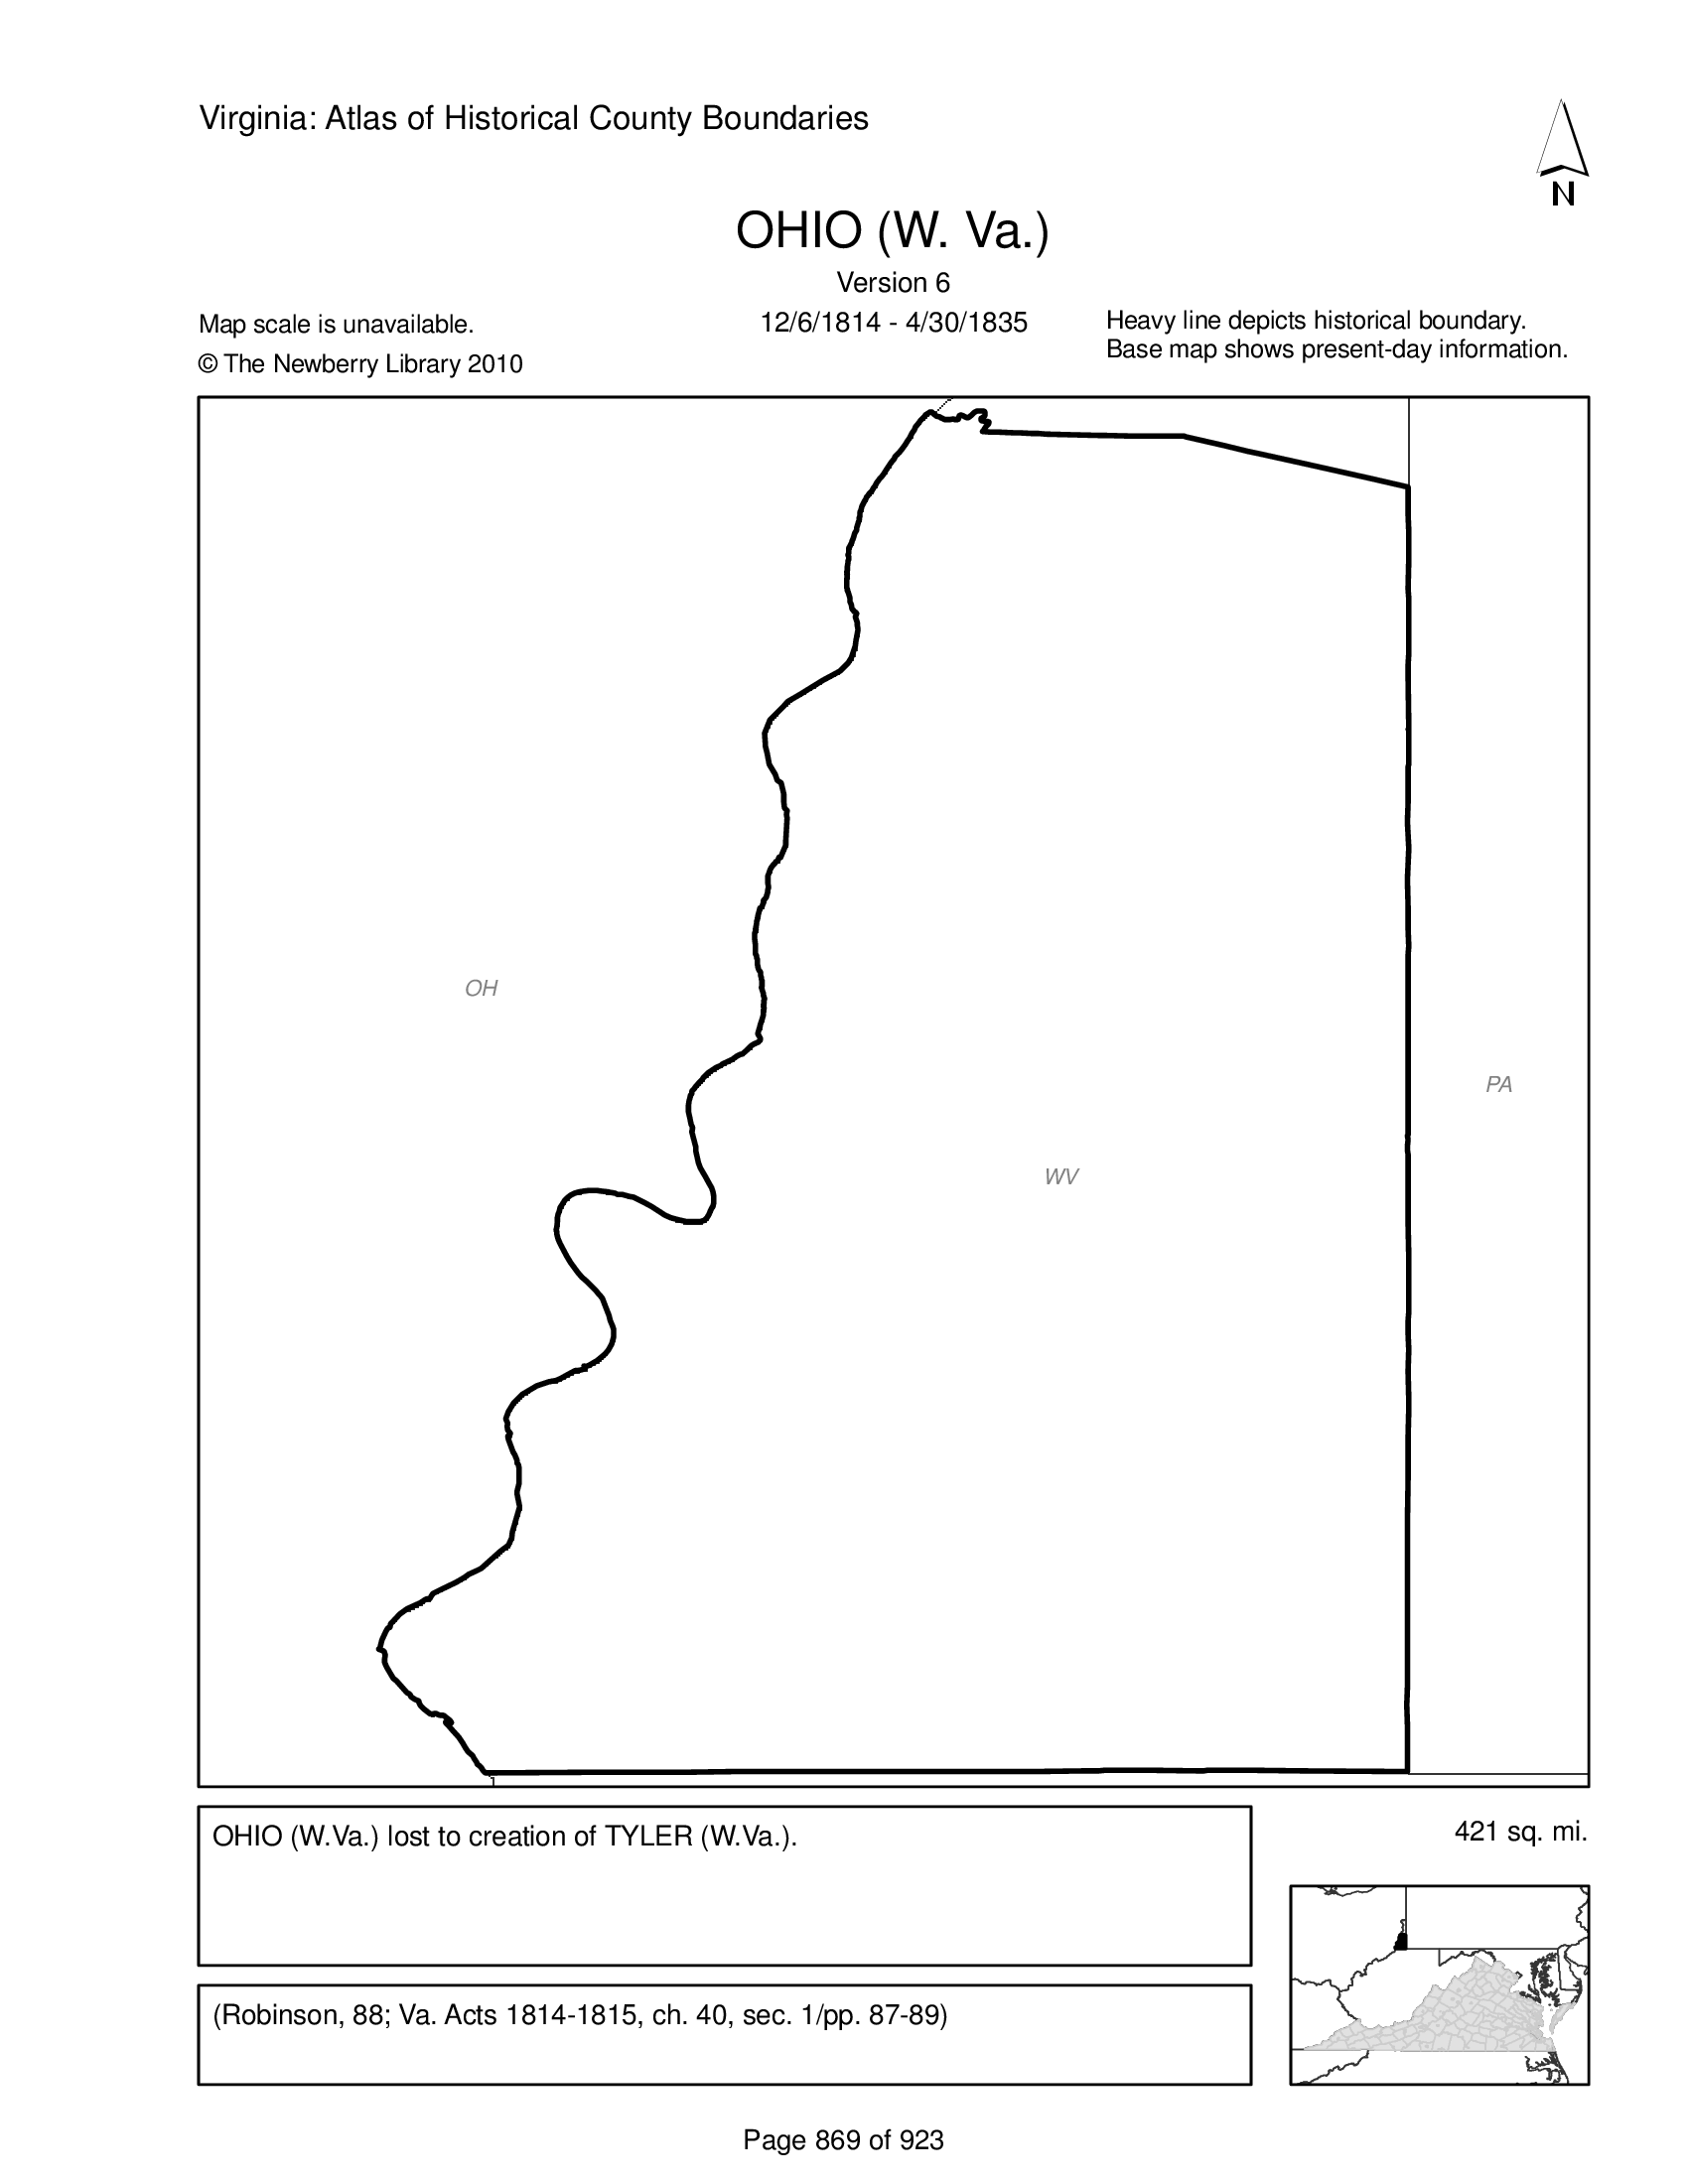 Virginia: Atlas of Historical County Boundaries
N
OHIO (W. Va.)
Version 6
12/6/1814 - 4/30/1835
Map scale is unavailable.
© The Newberry Library 2010
Heavy line depicts historical boundary.
Base map shows present-day information.
OH
PA
WV
OHIO (W.Va.) lost to creation of TYLER (W.Va.).
421 sq. mi.
(Robinson, 88; Va. Acts 1814-1815, ch. 40, sec. 1/pp. 87-89)
Page 869 of 923